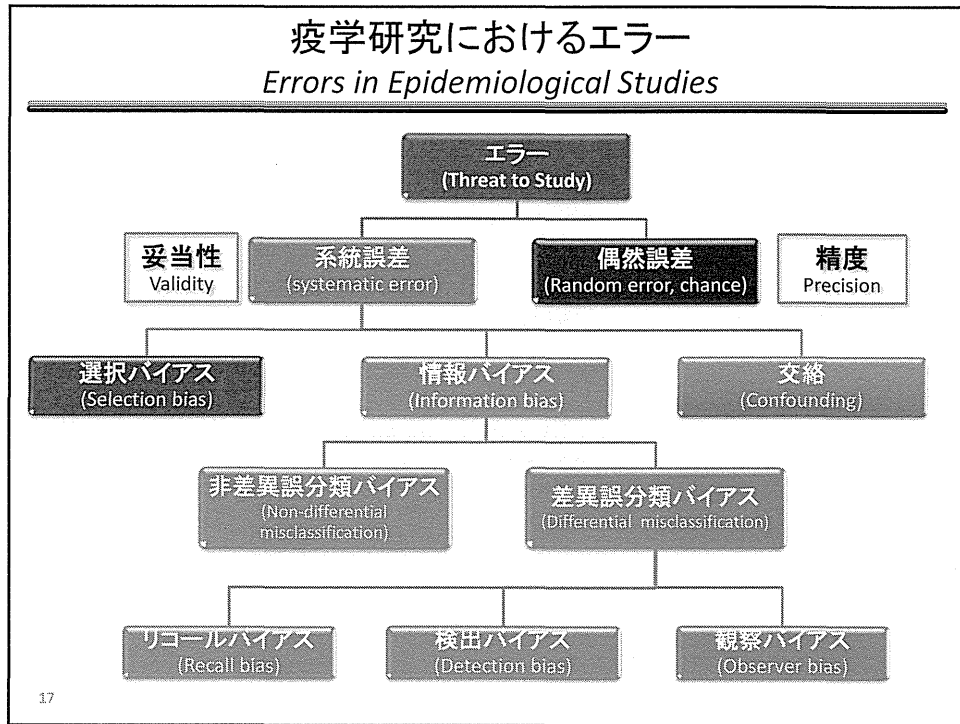 疫学研究におけるエラー
Errors in Epidemiological Studies
エラー
(Threat to Study)
妥当性
Validity
系統誤差
(systematic error)
偶然誤差
(Random error, chance)
精度
Precision
選択バイアス
(Selection bias)
情報バイアス
(Information bias)
交絡
(Confounding)
非差異誤分類バイアス
(Non-differential
misclassification)
差異誤分類バイアス
(Differential misclassification)
リコールバイアス
(Recall bias)
検出バイアス
(Detection bias)
観察バイアス
(Observer bias)
17